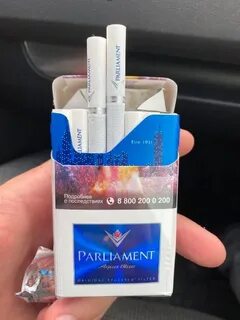 PARLIAMENT
PARLIAMENT
Est. 1931
Подробнее
о последствиях 8 800 200 0 200
PARLIAMENT
Aqua Blue
ORIGINAL RECESSED FILTER